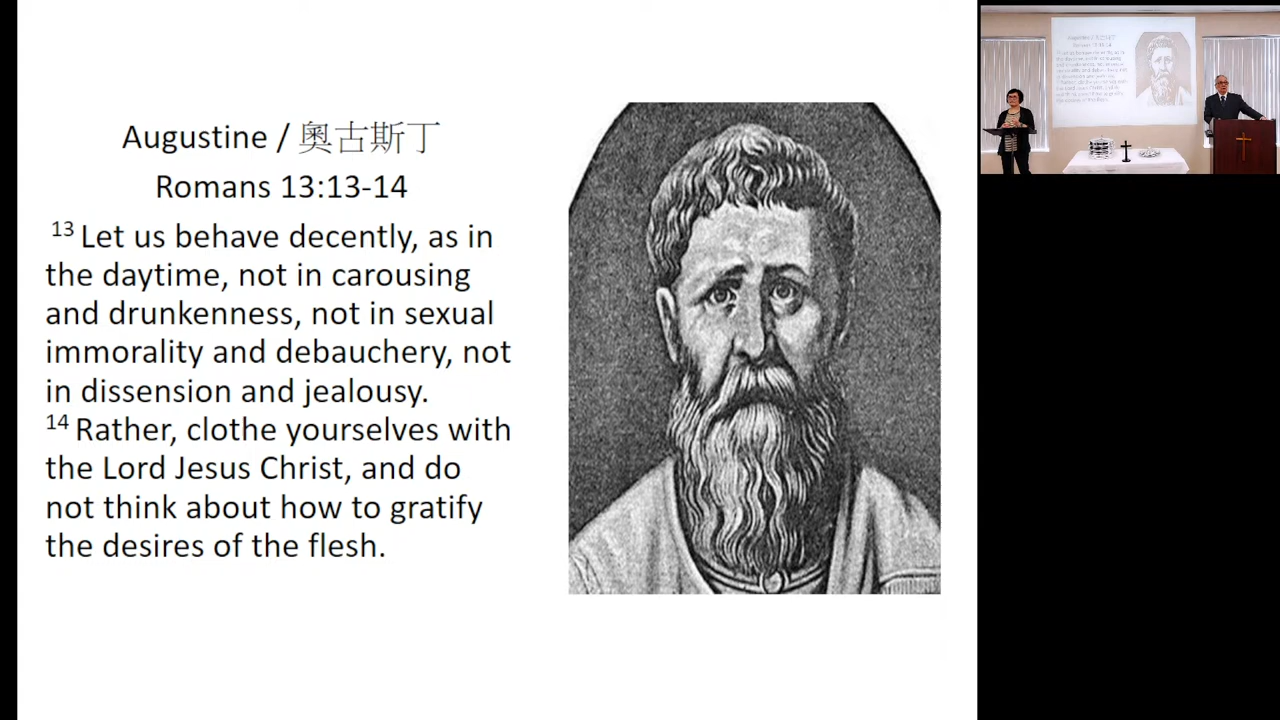 Augustine / 奧古斯丁
Romans 13:13-14
13 Let us behave decently, as in
the daytime, not in carousing
and drunkenness, not in sexual
immorality and debauchery, not
in dissension and jealousy.
14 Rather, clothe yourselves with
the Lord Jesus Christ, and do
not think about how to gratify
the desires of the flesh.